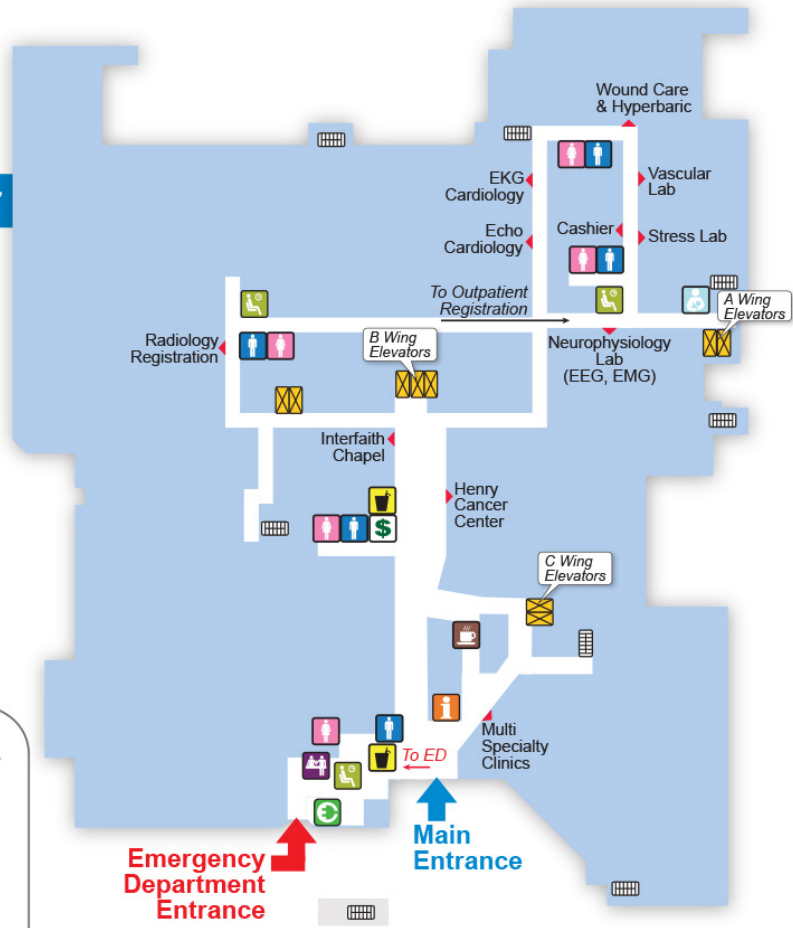 Wound Care
& Hyperbaric
EKG
Cardiology
Vascular
Lab
Echo
Cardiology
Cashier
Stress Lab
To Outpatient
Registration
A Wing
Elevators
Radiology
Registration
B Wing
Elevators
Neurophysiology
Lab
(EEG, EMG)
Interfaith
Chapel
$
Henry
Cancer
Center
C Wing
Elevators
i
Multi
Specialty
Clinics
To ED
Main
Entrance
Emergency
Department
Entrance